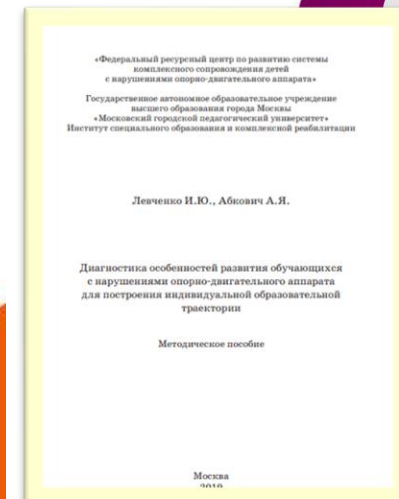 «Федеральный ресурсный центр по развитию системы
комплексного сопровождения детей
с нарушениями опорно-двигательного аппарата»
Государственное автономное образовательное учреждение
высшего образования города Москвы
«Московский городской педагогический университет»
Институт специального образования и комплексной реабилитации
Левченко И.Ю., Абкович А.Я.
Диагностика особенностей развития обучающихся
с нарушениями опорно-двигательного аппарата
для построения индивидуальной образовательной
траектории
Методическое пособие
Москва
2019